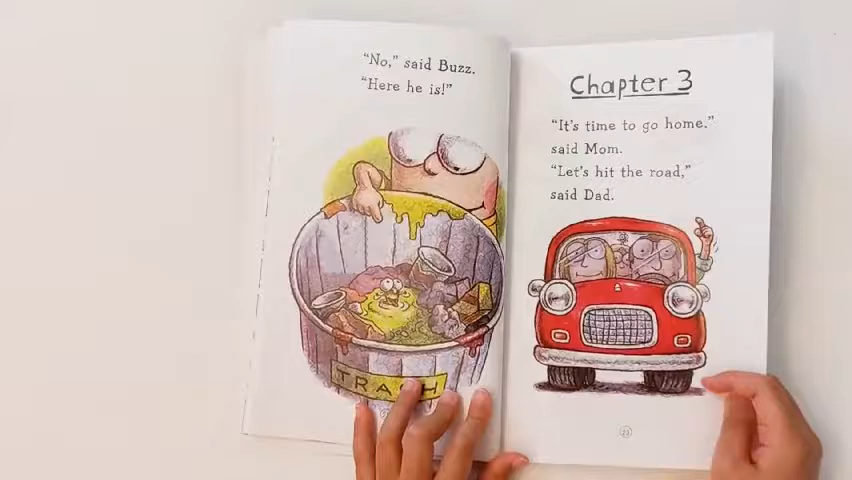 "No," said Buzz.
"Here he is!"
TRASH
Chapter 3
"It's time to go home."
said Mom.
"Let's hit the road,"
said Dad.
23